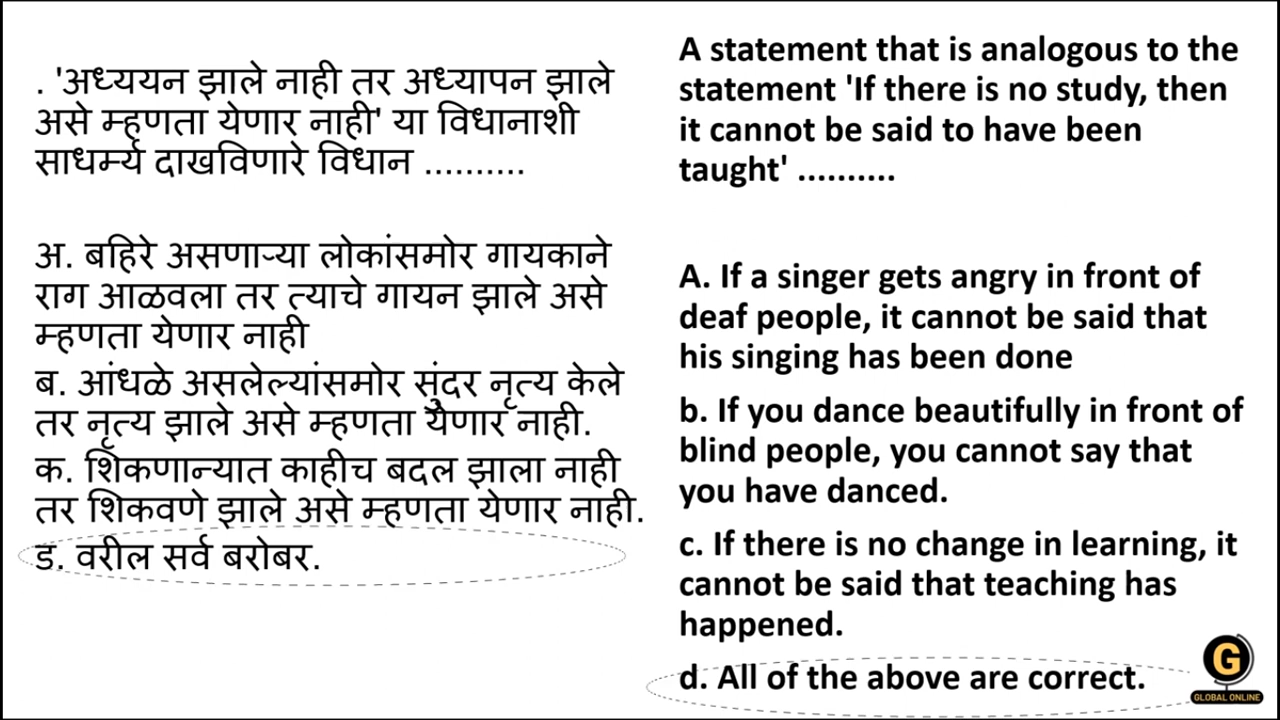 . 'अध्ययन झाले नाही तर अध्यापन झाले
असे म्हणता येणार नाही' या विधानाशी
साधर्म्य दाखविणारे विधान ..........
अ. बहिरे असणाऱ्या लोकांसमोर गायकाने
राग आळवला तर त्याचे गायन झाले असे
म्हणता येणार नाही
ब. आंधळे असलेल्यांसमोर सुंदर नृत्य केले
तर नृत्य झाले असे म्हणता येणार नाही.
क. शिकणान्यात काहीच बदल झाला नाही
तर शिकवणे झाले असे म्हणता येणार नाही.
ड. वरील सर्व बरोबर.
A statement that is analogous to the
statement 'If there is no study, then
it cannot be said to have been
taught' ..........
A. If a singer gets angry in front of
deaf people, it cannot be said that
his singing has been done
b. If you dance beautifully in front of
blind people, you cannot say that
you have danced.
c. If there is no change in learning, it
cannot be said that teaching has
happened.
d. All of the above are correct.
G
GLOBAL ONLINE